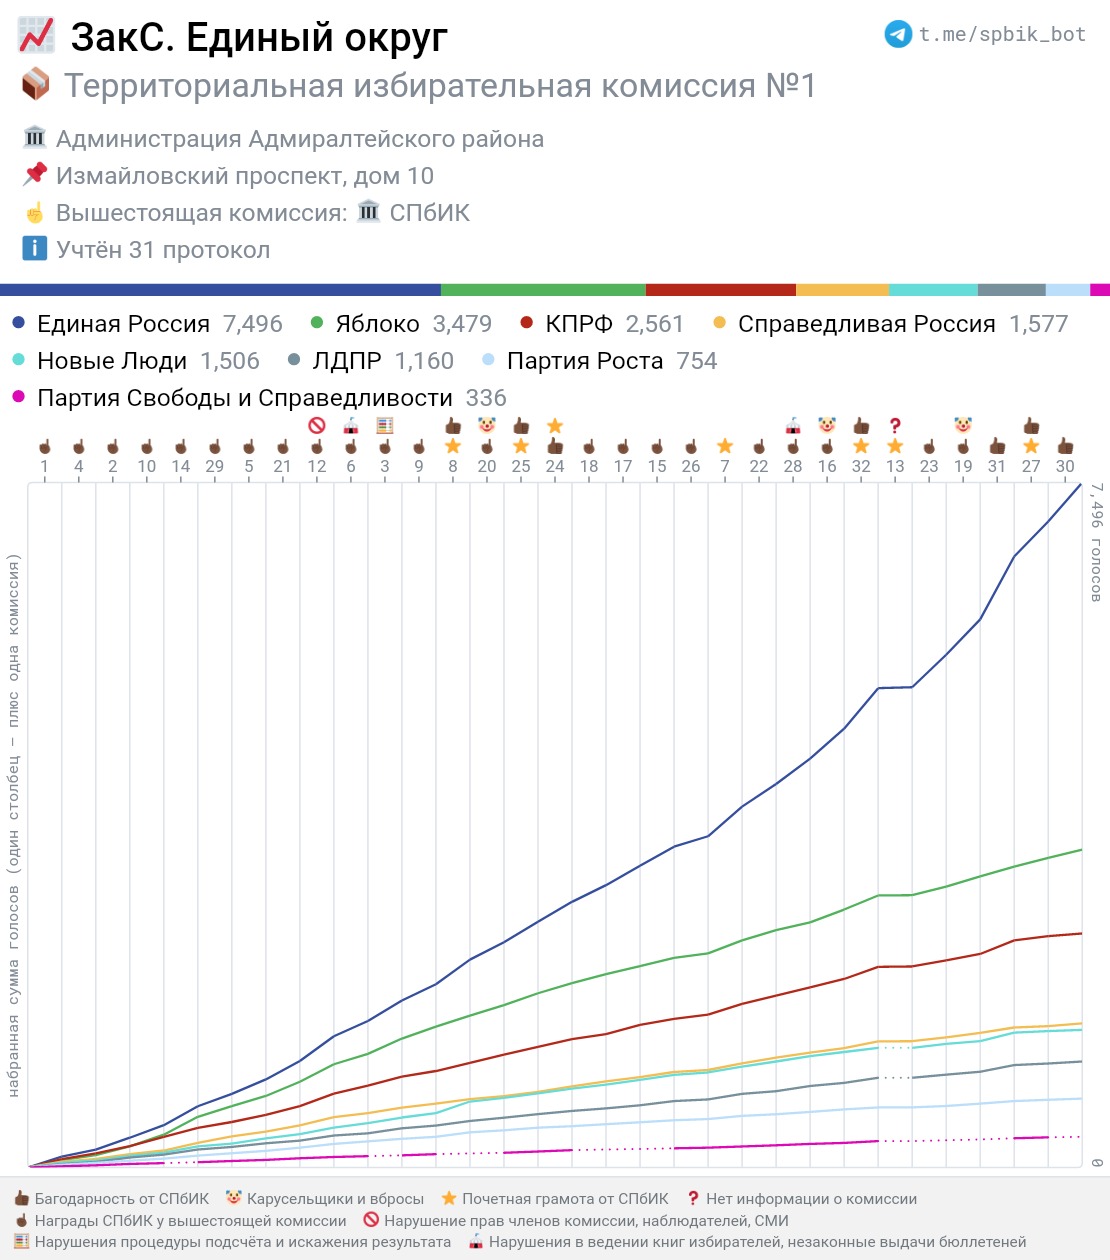 ЗакС. Единый округ
t.me/spbik_bot
Территориальная избирательная комиссия №1
Администрация Адмиралтейского района
Измайловский проспект, дом 10
Вышестоящая комиссия: СПбИК
Учтён 31 протокол
Единая Россия 7,496 Яблоко 3,479 КПРФ 2,561 Справедливая Россия 1,577
Новые Люди 1,506 ЛДПР 1,160 Партия Роста 754
Партия Свободы и Справедливости 336
1 4 2 10 14 29 5 21 12 6 3 9 8 20 25 24 18 17 15 26 7 22 28 16 32 13 23 19 31 27 30
7,496 голосов
набранная сумма голосов (один столбец — плюс одна комиссия)
0
Багодарность от СПбИК Карусельщики и вбросы Почетная грамота от СПбИК Нет информации о комиссии
Награды СПбИК у вышестоящей комиссии Нарушение прав членов комиссии, наблюдателей, СМИ
Нарушения процедуры подсчёта и искажения результата Нарушения в ведении книг избирателей, незаконные выдачи бюллетеней